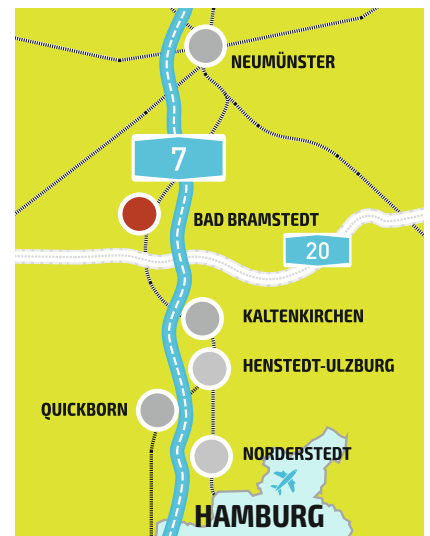 NEUMÜNSTER
7
BAD BRAMSTEDT
20
KALTENKIRCHEN
HENSTEDT-ULZBURG
QUICKBORN
NORDERSTEDT
HAMBURG